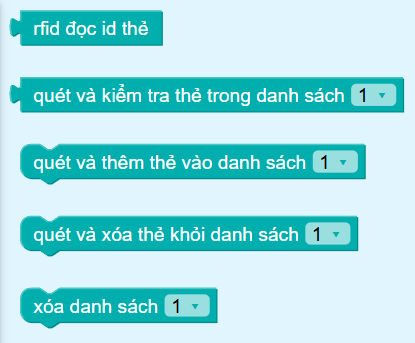 rfid đọc id thẻ
quét và kiểm tra thẻ trong danh sách 1
quét và thêm thẻ vào danh sách 1
quét và xóa thẻ khỏi danh sách 1
xóa danh sách 1